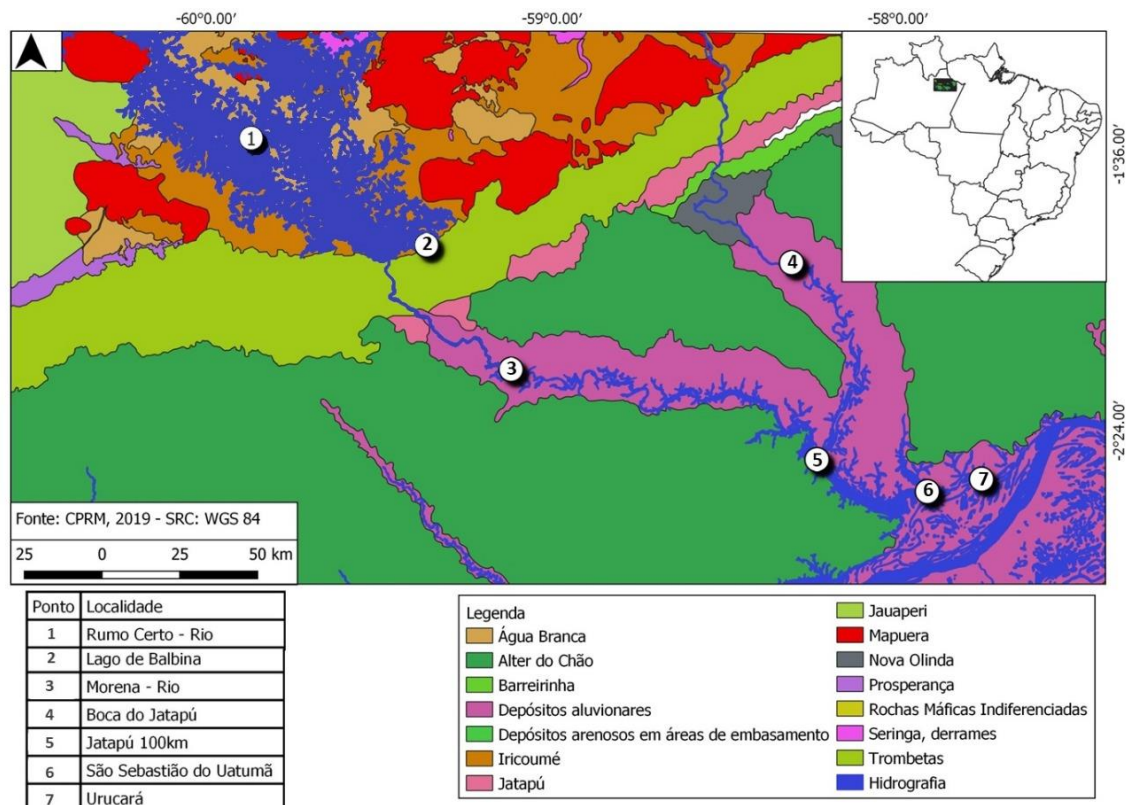 -60°0.00′ -59°0.00′ -58°0.00′
-1°36.00′
-2°24.00′
1
2
3
4
5
6
7
Fonte: CPRM, 2019 - SRC: WGS 84
25 0 25 50 km
Ponto Localidade
1 Rumo Certo - Rio
2 Lago de Balbina
3 Morena - Rio
4 Boca do Jatapú
5 Jatapú 100km
6 São Sebastião do Uatumã
7 Urucará
Legenda
Água Branca
Alter do Chão
Barreirinha
Depósitos aluvionares
Depósitos arenosos em áreas de embasamento
Iricoumé
Jatapú
Jauaperi
Mapuera
Nova Olinda
Prosperança
Rochas Máficas Indiferenciadas
Seringa, derrames
Trombetas
Hidrografia